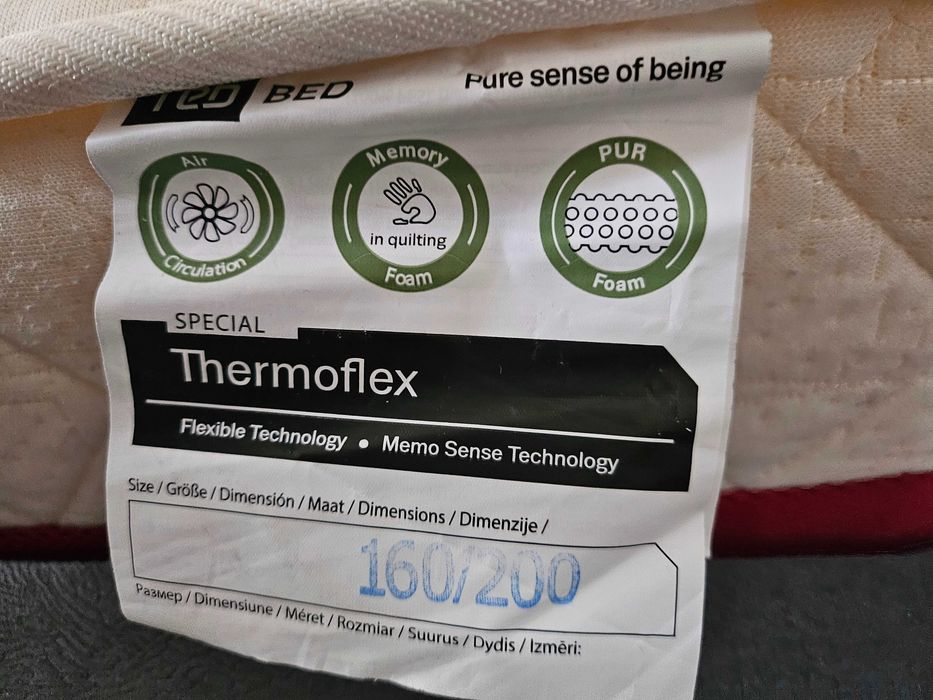 TED BED
Pure sense of being
Air
Circulation
Memory
in quilting
Foam
PUR
Foam
SPECIAL
Thermoflex
Flexible Technology • Memo Sense Technology
Size / Größe / Dimensión / Maat / Dimensions / Dimenzije /
160/200
Размер / Dimensiune / Méret / Rozmiar / Suurus / Dydis / Izmēri: